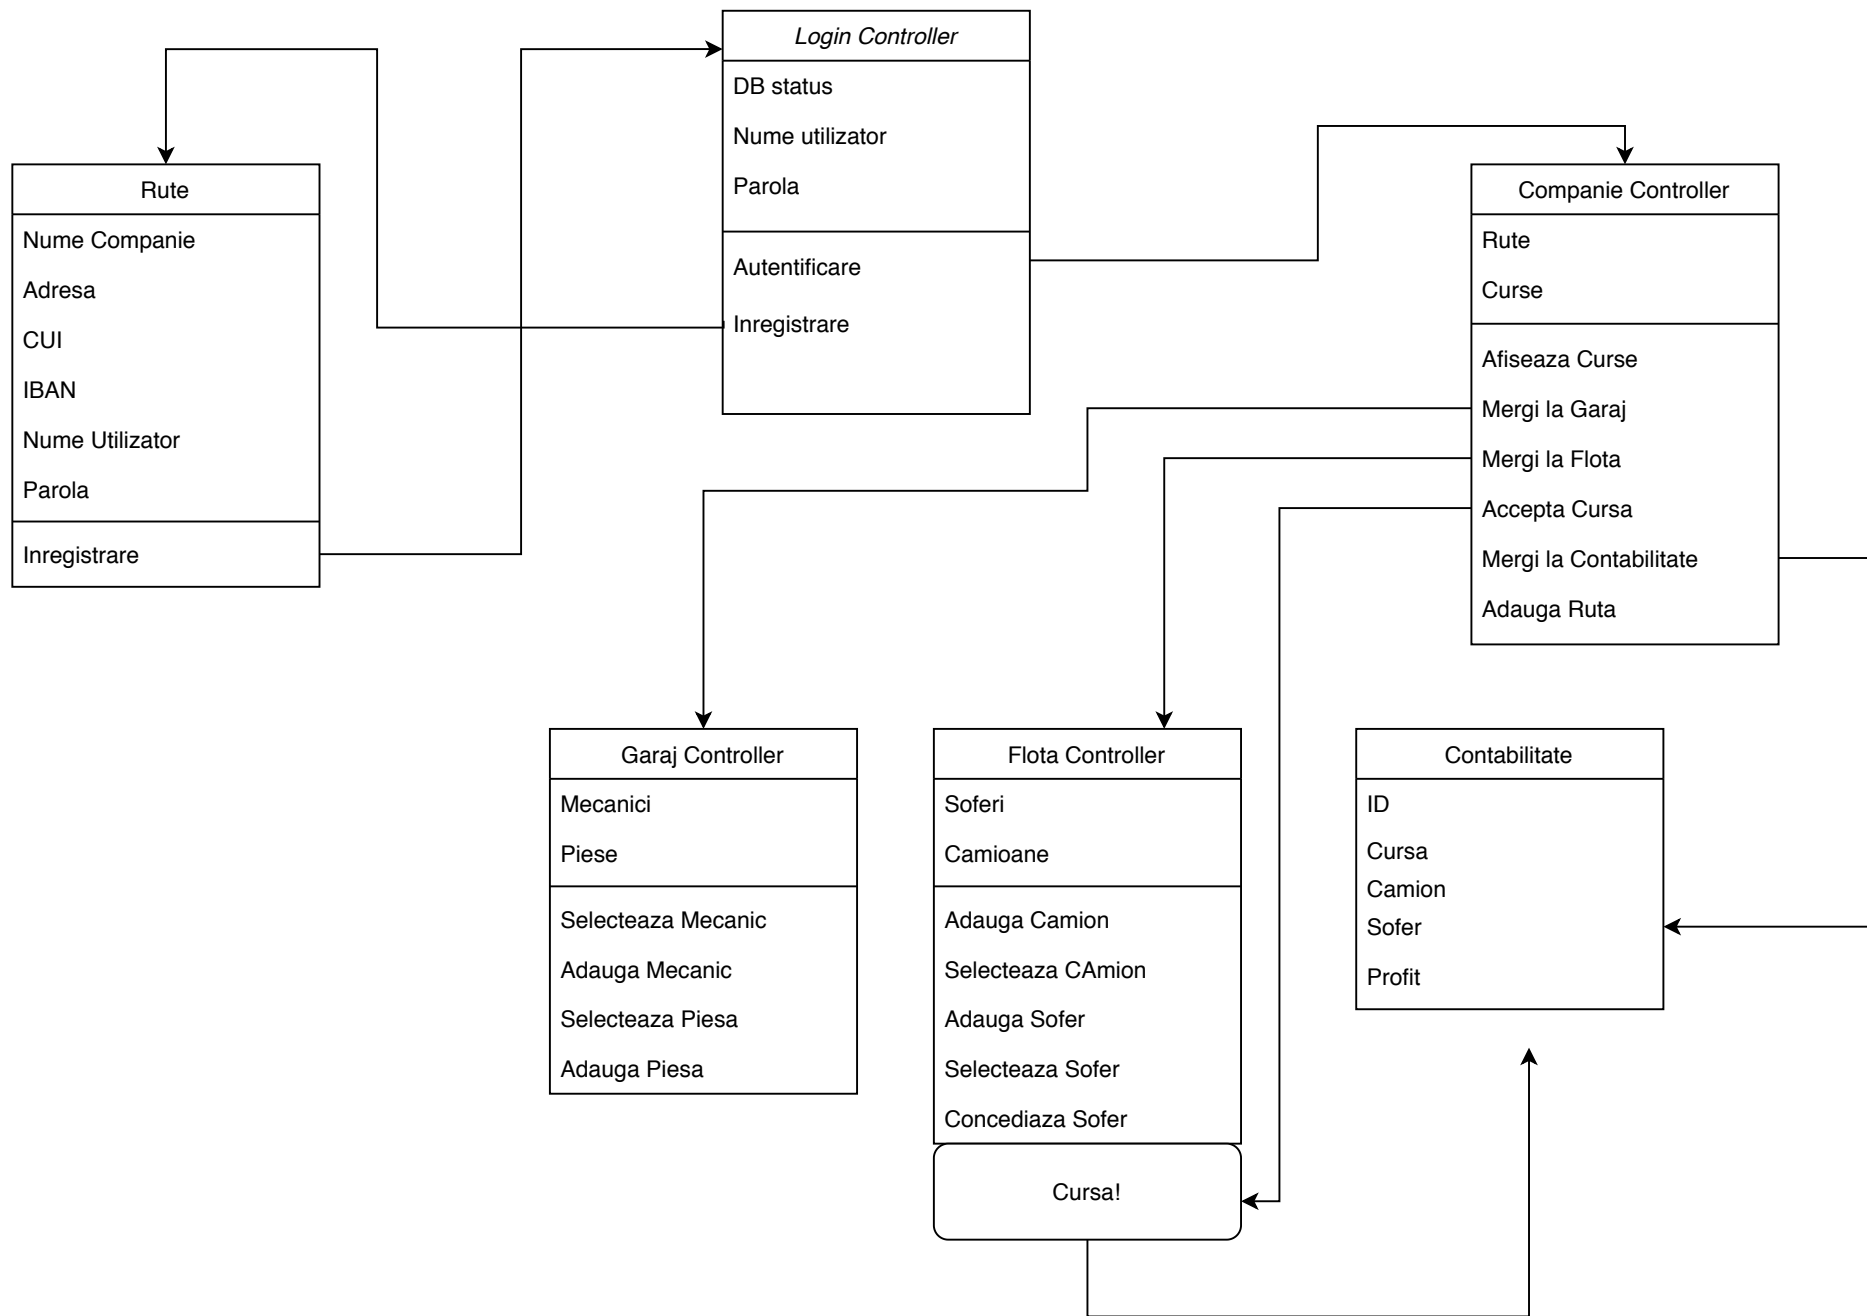 Login Controller
DB status
Nume utilizator
Parola
Autentificare
Inregistrare
Rute
Nume Companie
Adresa
CUI
IBAN
Nume Utilizator
Parola
Inregistrare
Companie Controller
Rute
Curse
Afiseaza Curse
Mergi la Garaj
Mergi la Flota
Accepta Cursa
Mergi la Contabilitate
Adauga Ruta
Garaj Controller
Mecanici
Piese
Selecteaza Mecanic
Adauga Mecanic
Selecteaza Piesa
Adauga Piesa
Flota Controller
Soferi
Camioane
Adauga Camion
Selecteaza CAmion
Adauga Sofer
Selecteaza Sofer
Concediaza Sofer
Cursa!
Contabilitate
ID
Cursa
Camion
Sofer
Profit